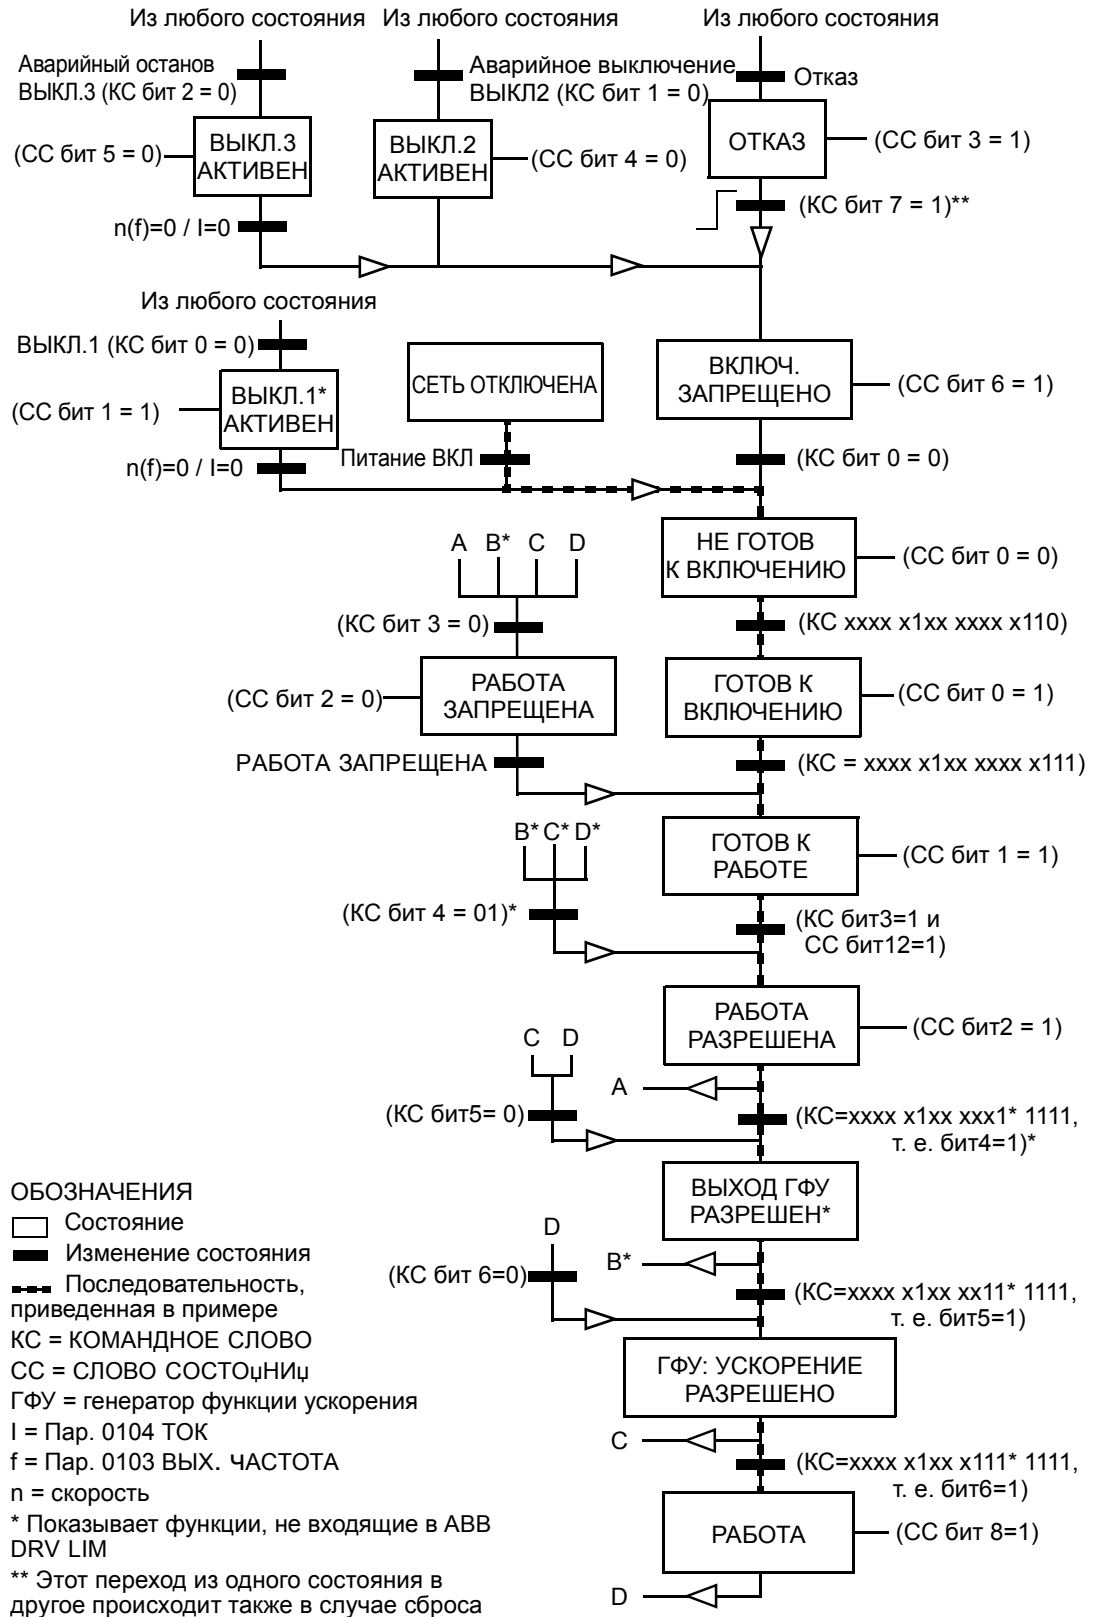 Из любого состояния Из любого состояния Из любого состояния
Аварийный останов
ВЫКЛ.3 (КС бит 2 = 0)
Аварийное выключение
ВЫКЛ2 (КС бит 1 = 0)
Отказ
(СС бит 5 = 0)
ВЫКЛ.3
АКТИВЕН
ВЫКЛ.2
АКТИВЕН
(СС бит 4 = 0)
ОТКАЗ
(СС бит 3 = 1)
n(f)=0 / I=0
(КС бит 7 = 1)**
Из любого состояния
ВЫКЛ.1 (КС бит 0 = 0)
(СС бит 1 = 1)
ВЫКЛ.1*
АКТИВЕН
СЕТЬ ОТКЛЮЧЕНА
ВКЛЮЧ.
ЗАПРЕЩЕНО
(СС бит 6 = 1)
n(f)=0 / I=0
Питание ВКЛ
(КС бит 0 = 0)
A B* C D
НЕ ГОТОВ
К ВКЛЮЧЕНИЮ
(СС бит 0 = 0)
(КС бит 3 = 0)
(КС xxxx x1xx xxxx x110)
(СС бит 2 = 0)
РАБОТА
ЗАПРЕЩЕНА
ГОТОВ К
ВКЛЮЧЕНИЮ
(СС бит 0 = 1)
РАБОТА ЗАПРЕЩЕНА
(КС = xxxx x1xx xxxx x111)
B* C* D*
ГОТОВ К
РАБОТЕ
(СС бит 1 = 1)
(КС бит 4 = 01)*
(КС бит3=1 и
СС бит12=1)
РАБОТА
РАЗРЕШЕНА
(СС бит2 = 1)
C D
A
(КС бит5= 0)
(КС=xxxx x1xx xxx1* 1111,
т. е. бит4=1)*
ВЫХОД ГФУ
РАЗРЕШЕН*
D
B*
(КС бит 6=0)
(КС=xxxx x1xx xx11* 1111,
т. е. бит5=1)
ГФУ: УСКОРЕНИЕ
РАЗРЕШЕНО
C
(КС=xxxx x1xx x111* 1111,
т. е. бит6=1)
РАБОТА
(СС бит 8=1)
D
ОБОЗНАЧЕНИЯ
Состояние
Изменение состояния
Последовательность,
приведенная в примере
КС = КОМАНДНОЕ СЛОВО
СС = СЛОВО СОСТОµНИµ
ГФУ = генератор функции ускорения
I = Пар. 0104 ТОК
f = Пар. 0103 ВЫХ. ЧАСТОТА
n = скорость
* Показывает функции, не входящие в ABB
DRV LIM
** Этот переход из одного состояния в
другое происходит также в случае сброса